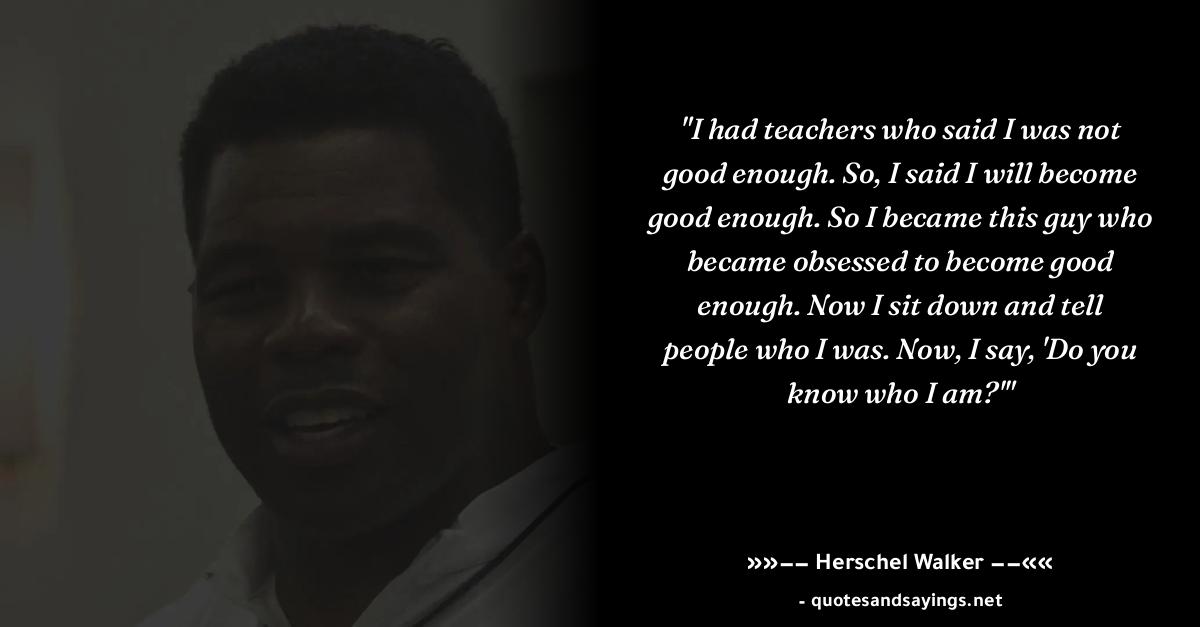 "I had teachers who said I was not
good enough. So, I said I will become
good enough. So I became this guy who
became obsessed to become good
enough. Now I sit down and tell
people who I was. Now, I say, 'Do you
know who I am?'"
»»–– Herschel Walker ––««
- quotesandsayings.net